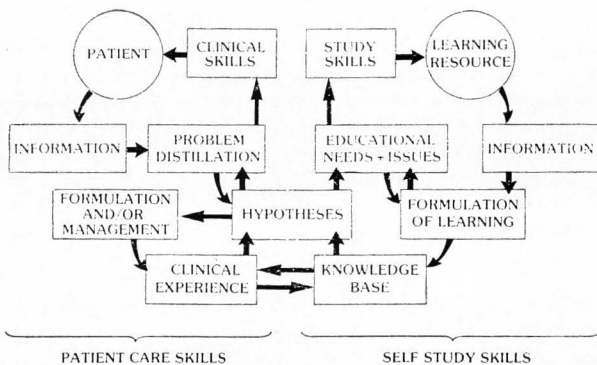 PATIENT
CLINICAL
SKILLS
STUDY
SKILLS
LEARNING
RESOURCE
INFORMATION
PROBLEM
DISTILLATION
EDUCATIONAL
NEEDS + ISSUES
INFORMATION
FORMULATION
AND/OR
MANAGEMENT
HYPOTHESES
FORMULATION
OF LEARNING
CLINICAL
EXPERIENCE
KNOWLEDGE
BASE
PATIENT CARE SKILLS
SELF STUDY SKILLS